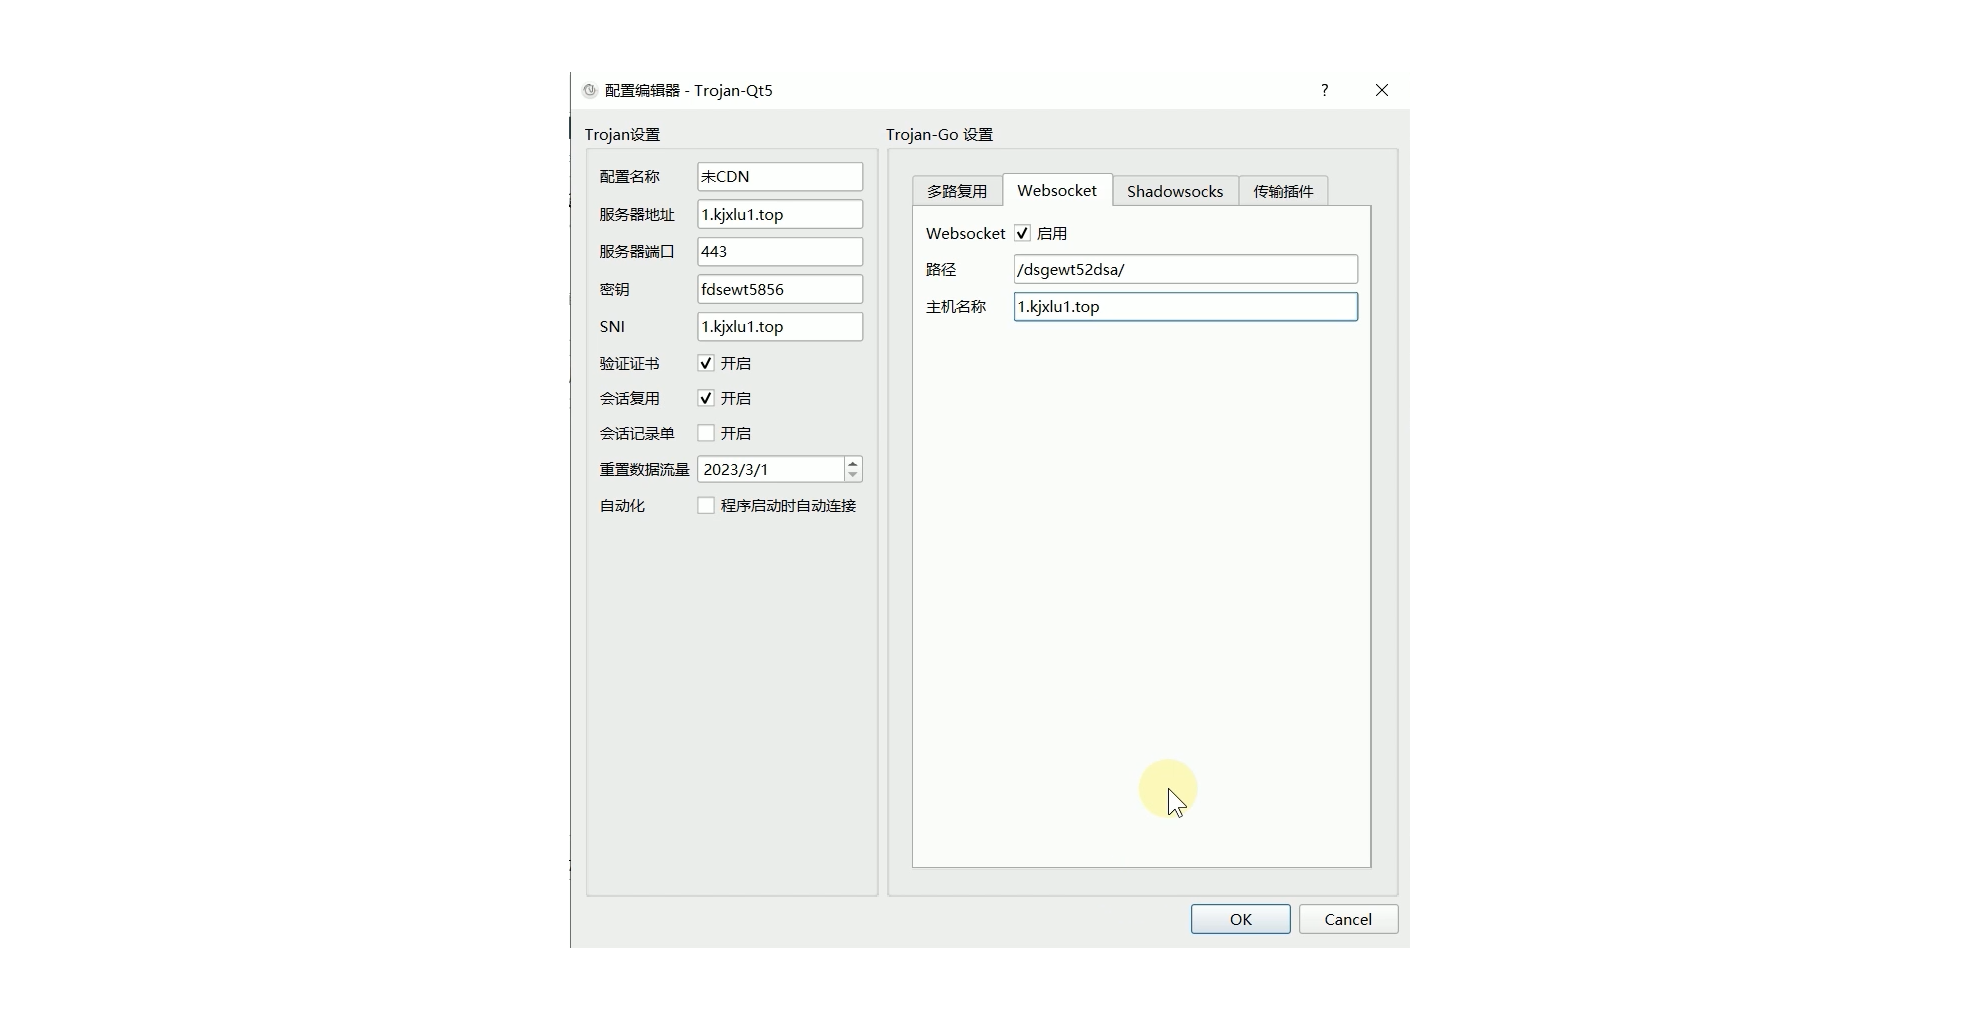 配置编辑器 - Trojan-Qt5
?
Trojan设置
配置名称 未CDN
服务器地址 1.kjxlu1.top
服务器端口 443
密钥 fdsewt5856
SNI 1.kjxlu1.top
验证证书 开启
会话复用 开启
会话记录单 开启
重置数据流量 2023/3/1
自动化 程序启动时自动连接
Trojan-Go 设置
多路复用 Websocket Shadowsocks 传输插件
Websocket 启用
路径 /dsgewt52dsa/
主机名称 1.kjxlu1.top
OK Cancel